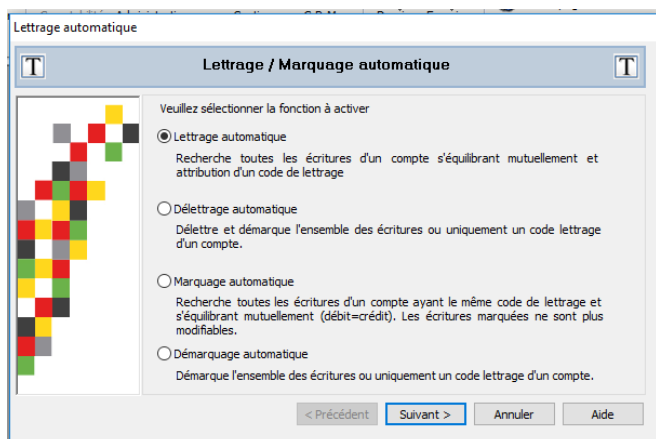 Lettrage automatique
T
Lettrage / Marquage automatique
T
Veuillez sélectionner la fonction à activer
Lettrage automatique
Recherche toutes les écritures d'un compte s'équilibrant mutuellement et
attribution d'un code de lettrage
Délettrage automatique
Délettre et démarque l'ensemble des écritures ou uniquement un code lettrage
d'un compte.
Marquage automatique
Recherche toutes les écritures d'un compte ayant le même code de lettrage et
s'équilibrant mutuellement (débit=crédit). Les écritures marquées ne sont plus
modifiables.
Démarquage automatique
Démarque l'ensemble des écritures ou uniquement un code lettrage d'un compte.
< Précédent
Suivant >
Annuler
Aide